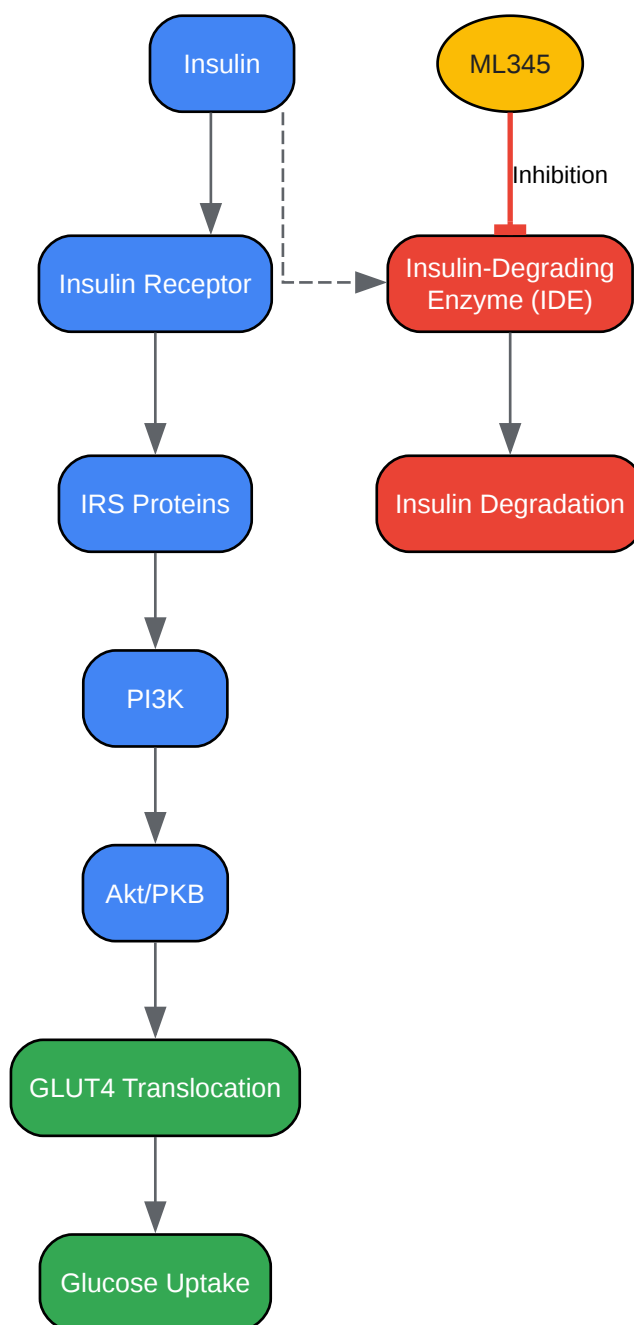 Insulin
ML345
Inhibition
Insulin Receptor
Insulin-Degrading
Enzyme (IDE)
IRS Proteins
Insulin Degradation
PI3K
Akt/PKB
GLUT4 Translocation
Glucose Uptake